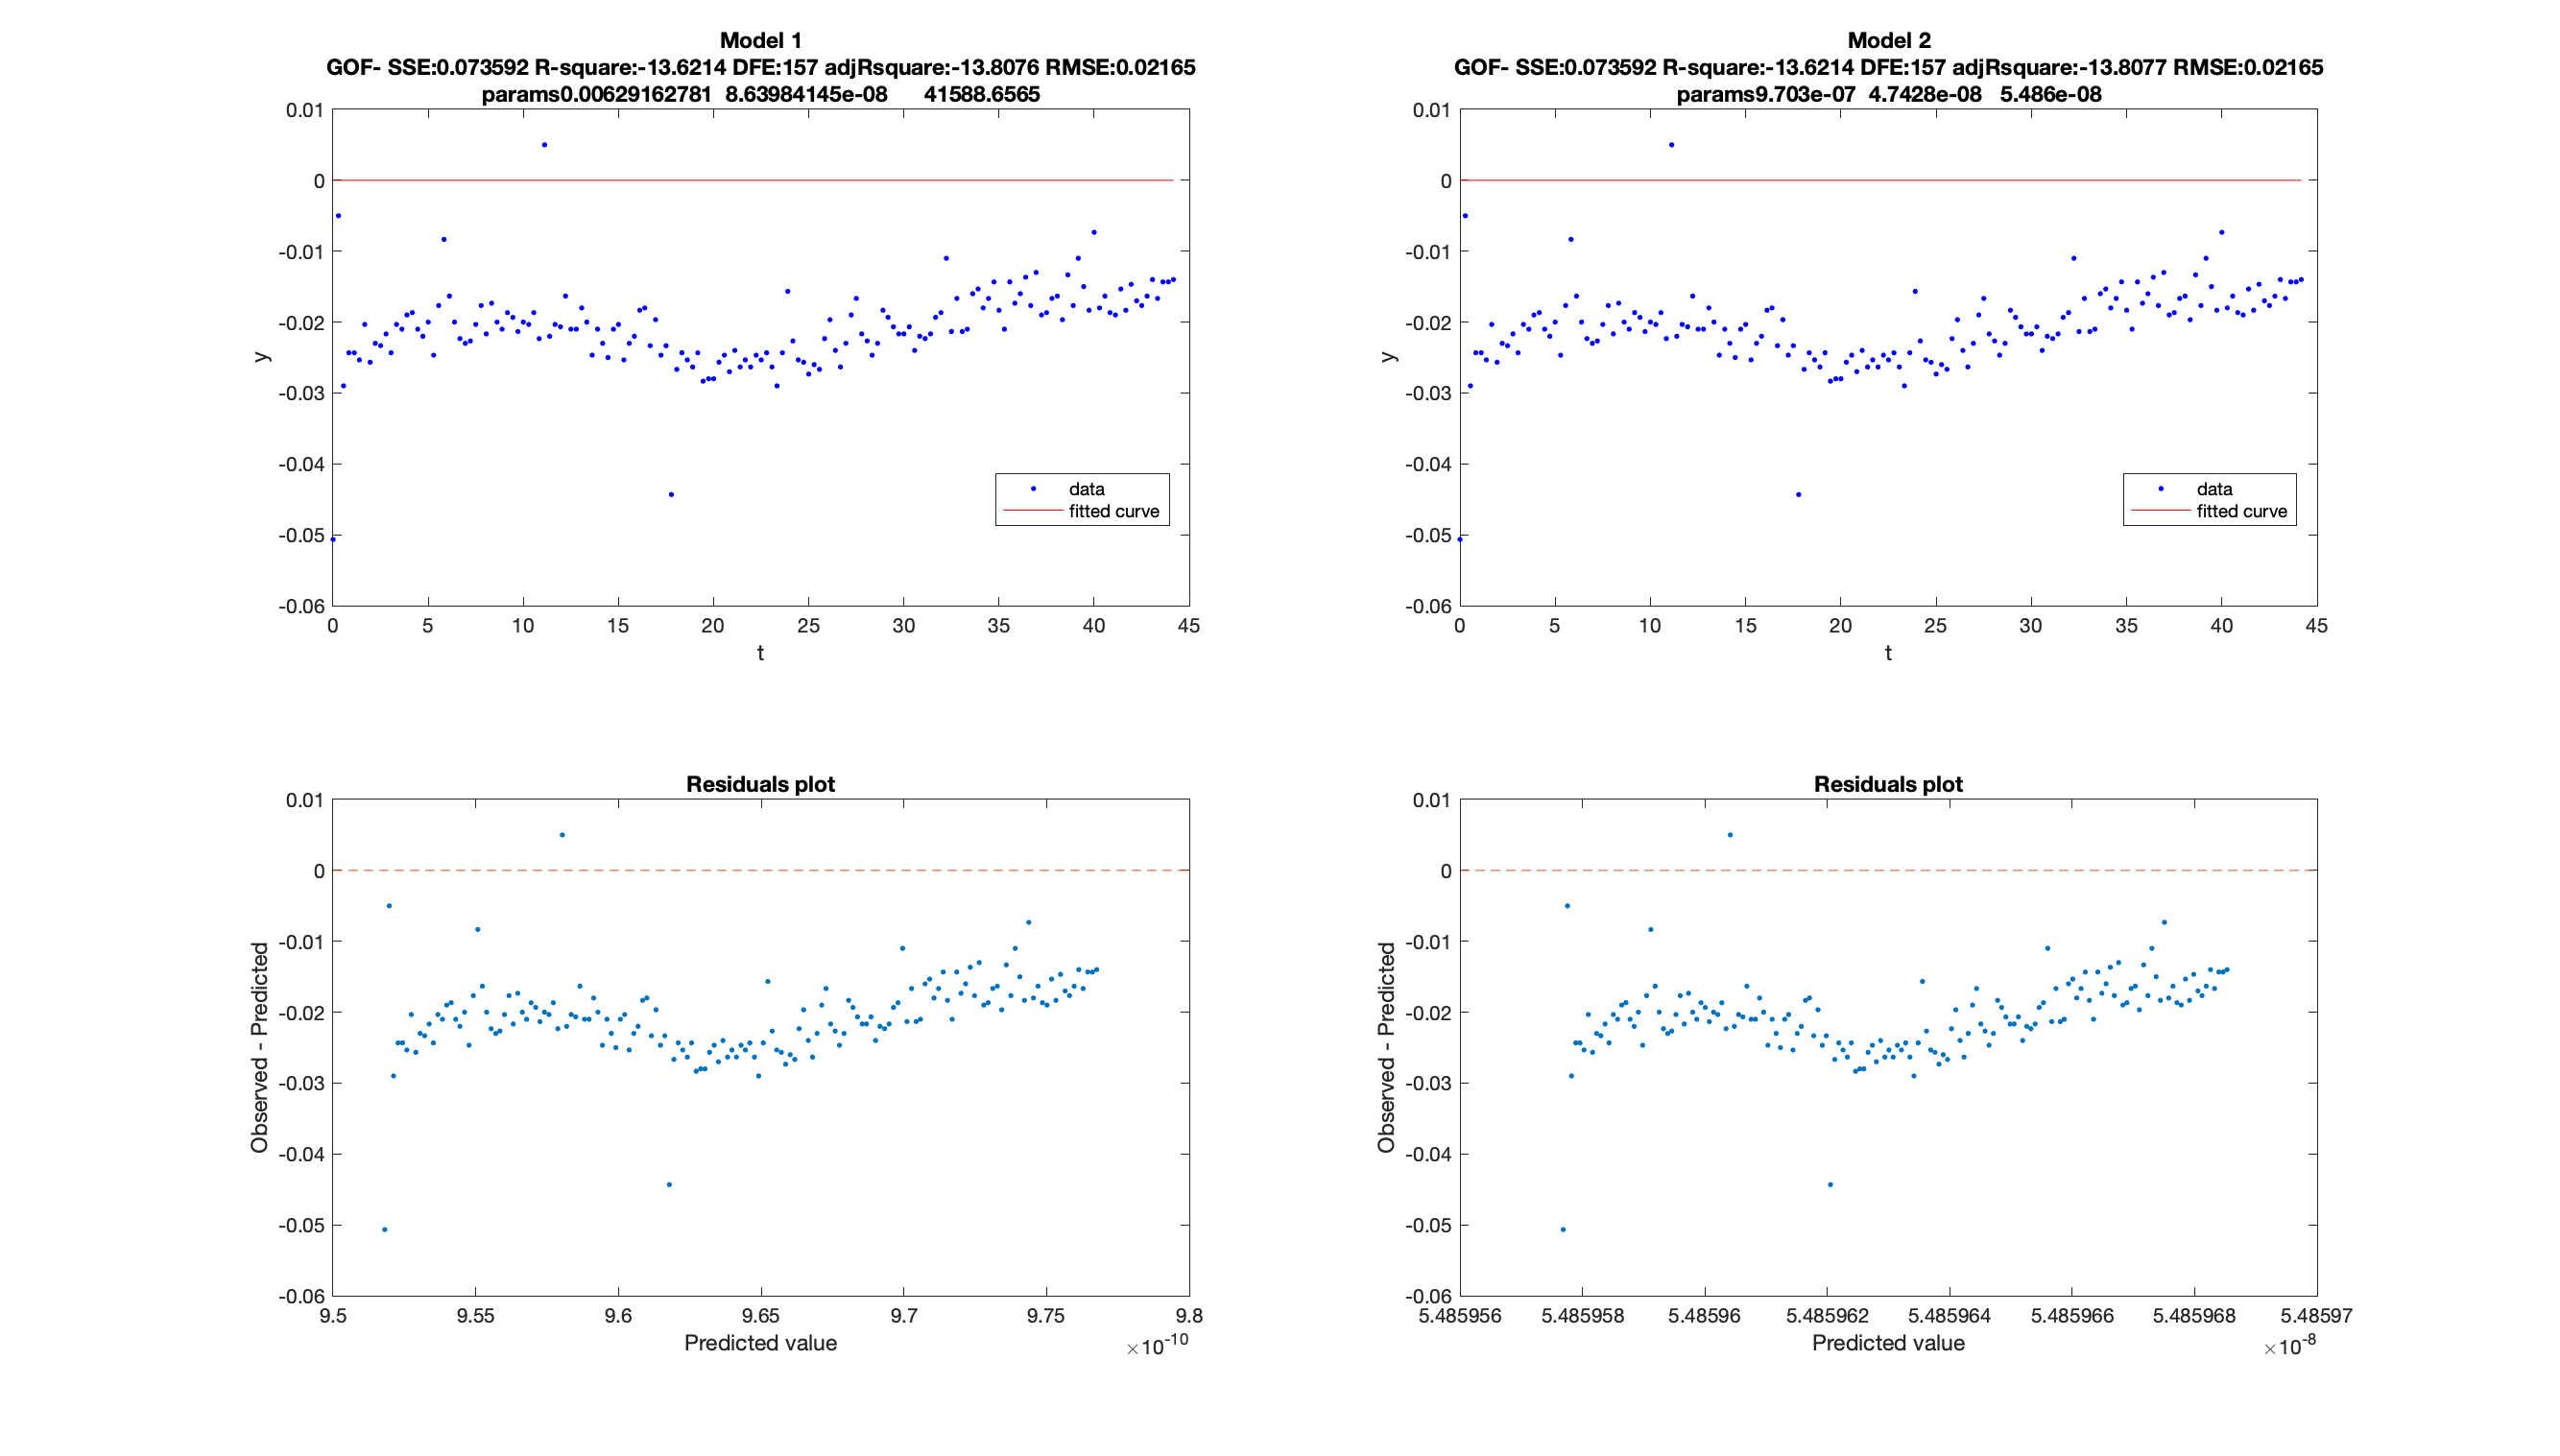 Model 1
GOF- SSE:0.073592 R-square:-13.6214 DFE:157 adjRsquare:-13.8076 RMSE:0.02165
params0.00629162781 8.63984145e-08 41588.6565
0.01
0
-0.01
-0.02
-0.03
-0.04
-0.05
-0.06
y
0 5 10 15 20 25 30 35 40 45
t
data
fitted curve
Model 2
GOF- SSE:0.073592 R-square:-13.6214 DFE:157 adjRsquare:-13.8077 RMSE:0.02165
params9.703e-07 4.7428e-08 5.486e-08
0.01
0
-0.01
-0.02
-0.03
-0.04
-0.05
-0.06
y
0 5 10 15 20 25 30 35 40 45
t
data
fitted curve
Residuals plot
0.01
0
-0.01
-0.02
-0.03
-0.04
-0.05
-0.06
Observed - Predicted
9.5 9.55 9.6 9.65 9.7 9.75 9.8
Predicted value
×10-10
Residuals plot
0.01
0
-0.01
-0.02
-0.03
-0.04
-0.05
-0.06
Observed - Predicted
5.485956 5.485958 5.48596 5.485962 5.485964 5.485966 5.485968 5.48597
Predicted value
×10-8